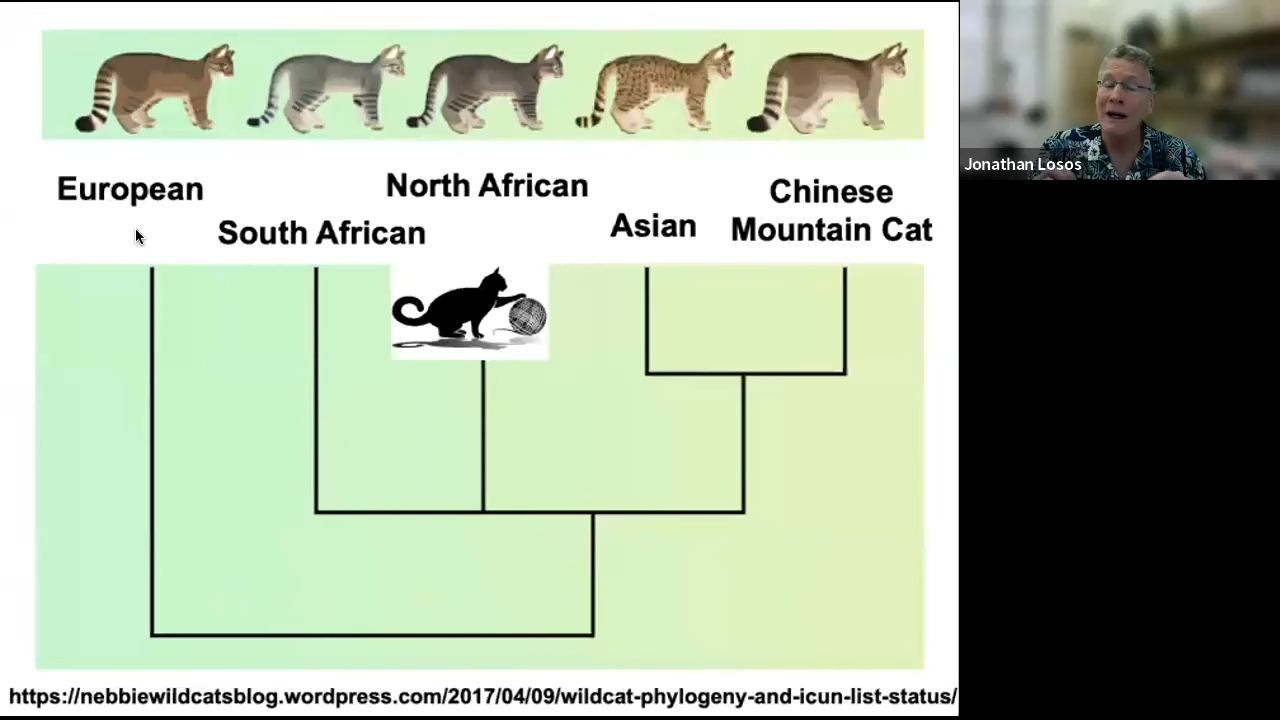 European
South African
North African
Asian
Chinese
Mountain Cat
Jonathan Losos
https://nebbiewildcatsblog.wordpress.com/2017/04/09/wildcat-phylogeny-and-icun-list-status/